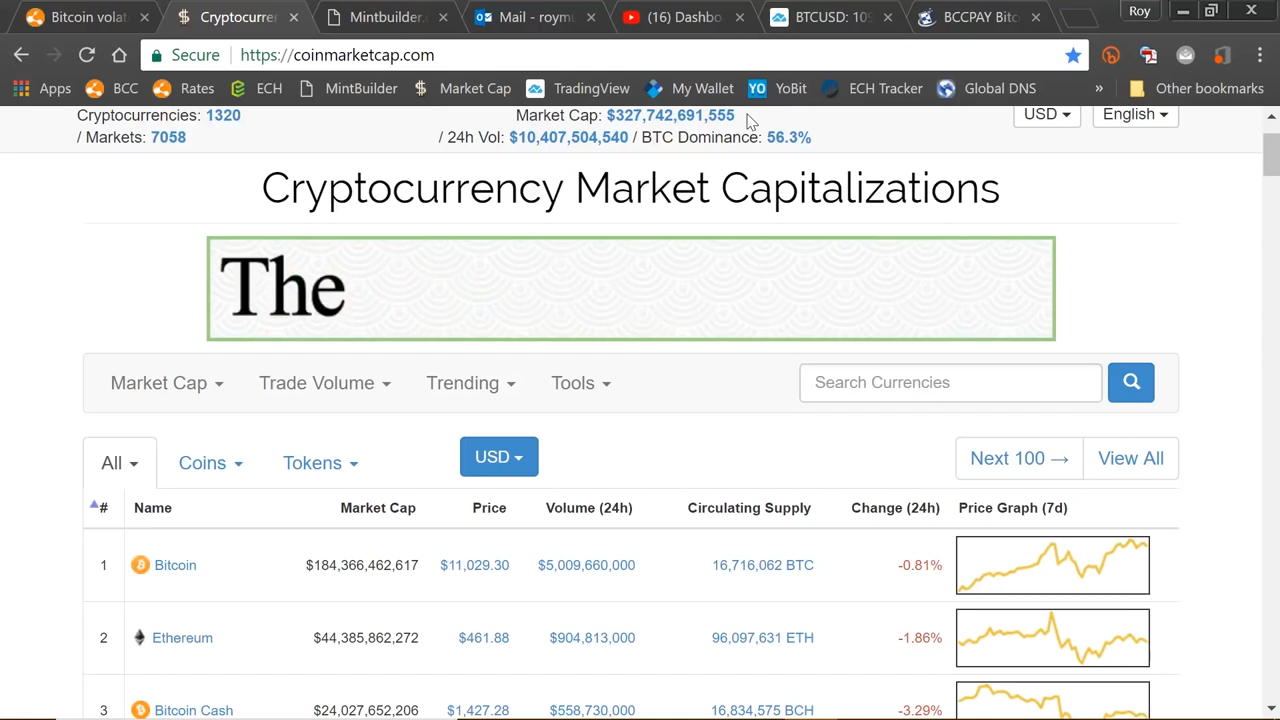 Bitcoin volat
Cryptocurre
Mintbuilder.c
Mail - roym
(16) Dashbo
BTCUSD: 109
BCCPAY Bitc
Roy
Secure
https://coinmarketcap.com
Apps
BCC
Rates
ECH
MintBuilder
Market Cap
TradingView
My Wallet
YO YoBit
ECH Tracker
Global DNS
»
Other bookmarks
Cryptocurrencies: 1320
Market Cap: $327,742,691,555
USD
English
/ Markets: 7058
/ 24h Vol: $10,407,504,540 / BTC Dominance: 56.3%
Cryptocurrency Market Capitalizations
The
Market Cap
Trade Volume
Trending
Tools
Search Currencies
All
Coins
Tokens
USD
Next 100 →
View All
# Name Market Cap Price Volume (24h) Circulating Supply Change (24h) Price Graph (7d)
1 Bitcoin $184,366,462,617 $11,029.30 $5,009,660,000 16,716,062 BTC -0.81%
2 Ethereum $44,385,862,272 $461.88 $904,813,000 96,097,631 ETH -1.86%
3 Bitcoin Cash $24,027,652,206 $1,427.28 $558,730,000 16,834,575 BCH -3.29%